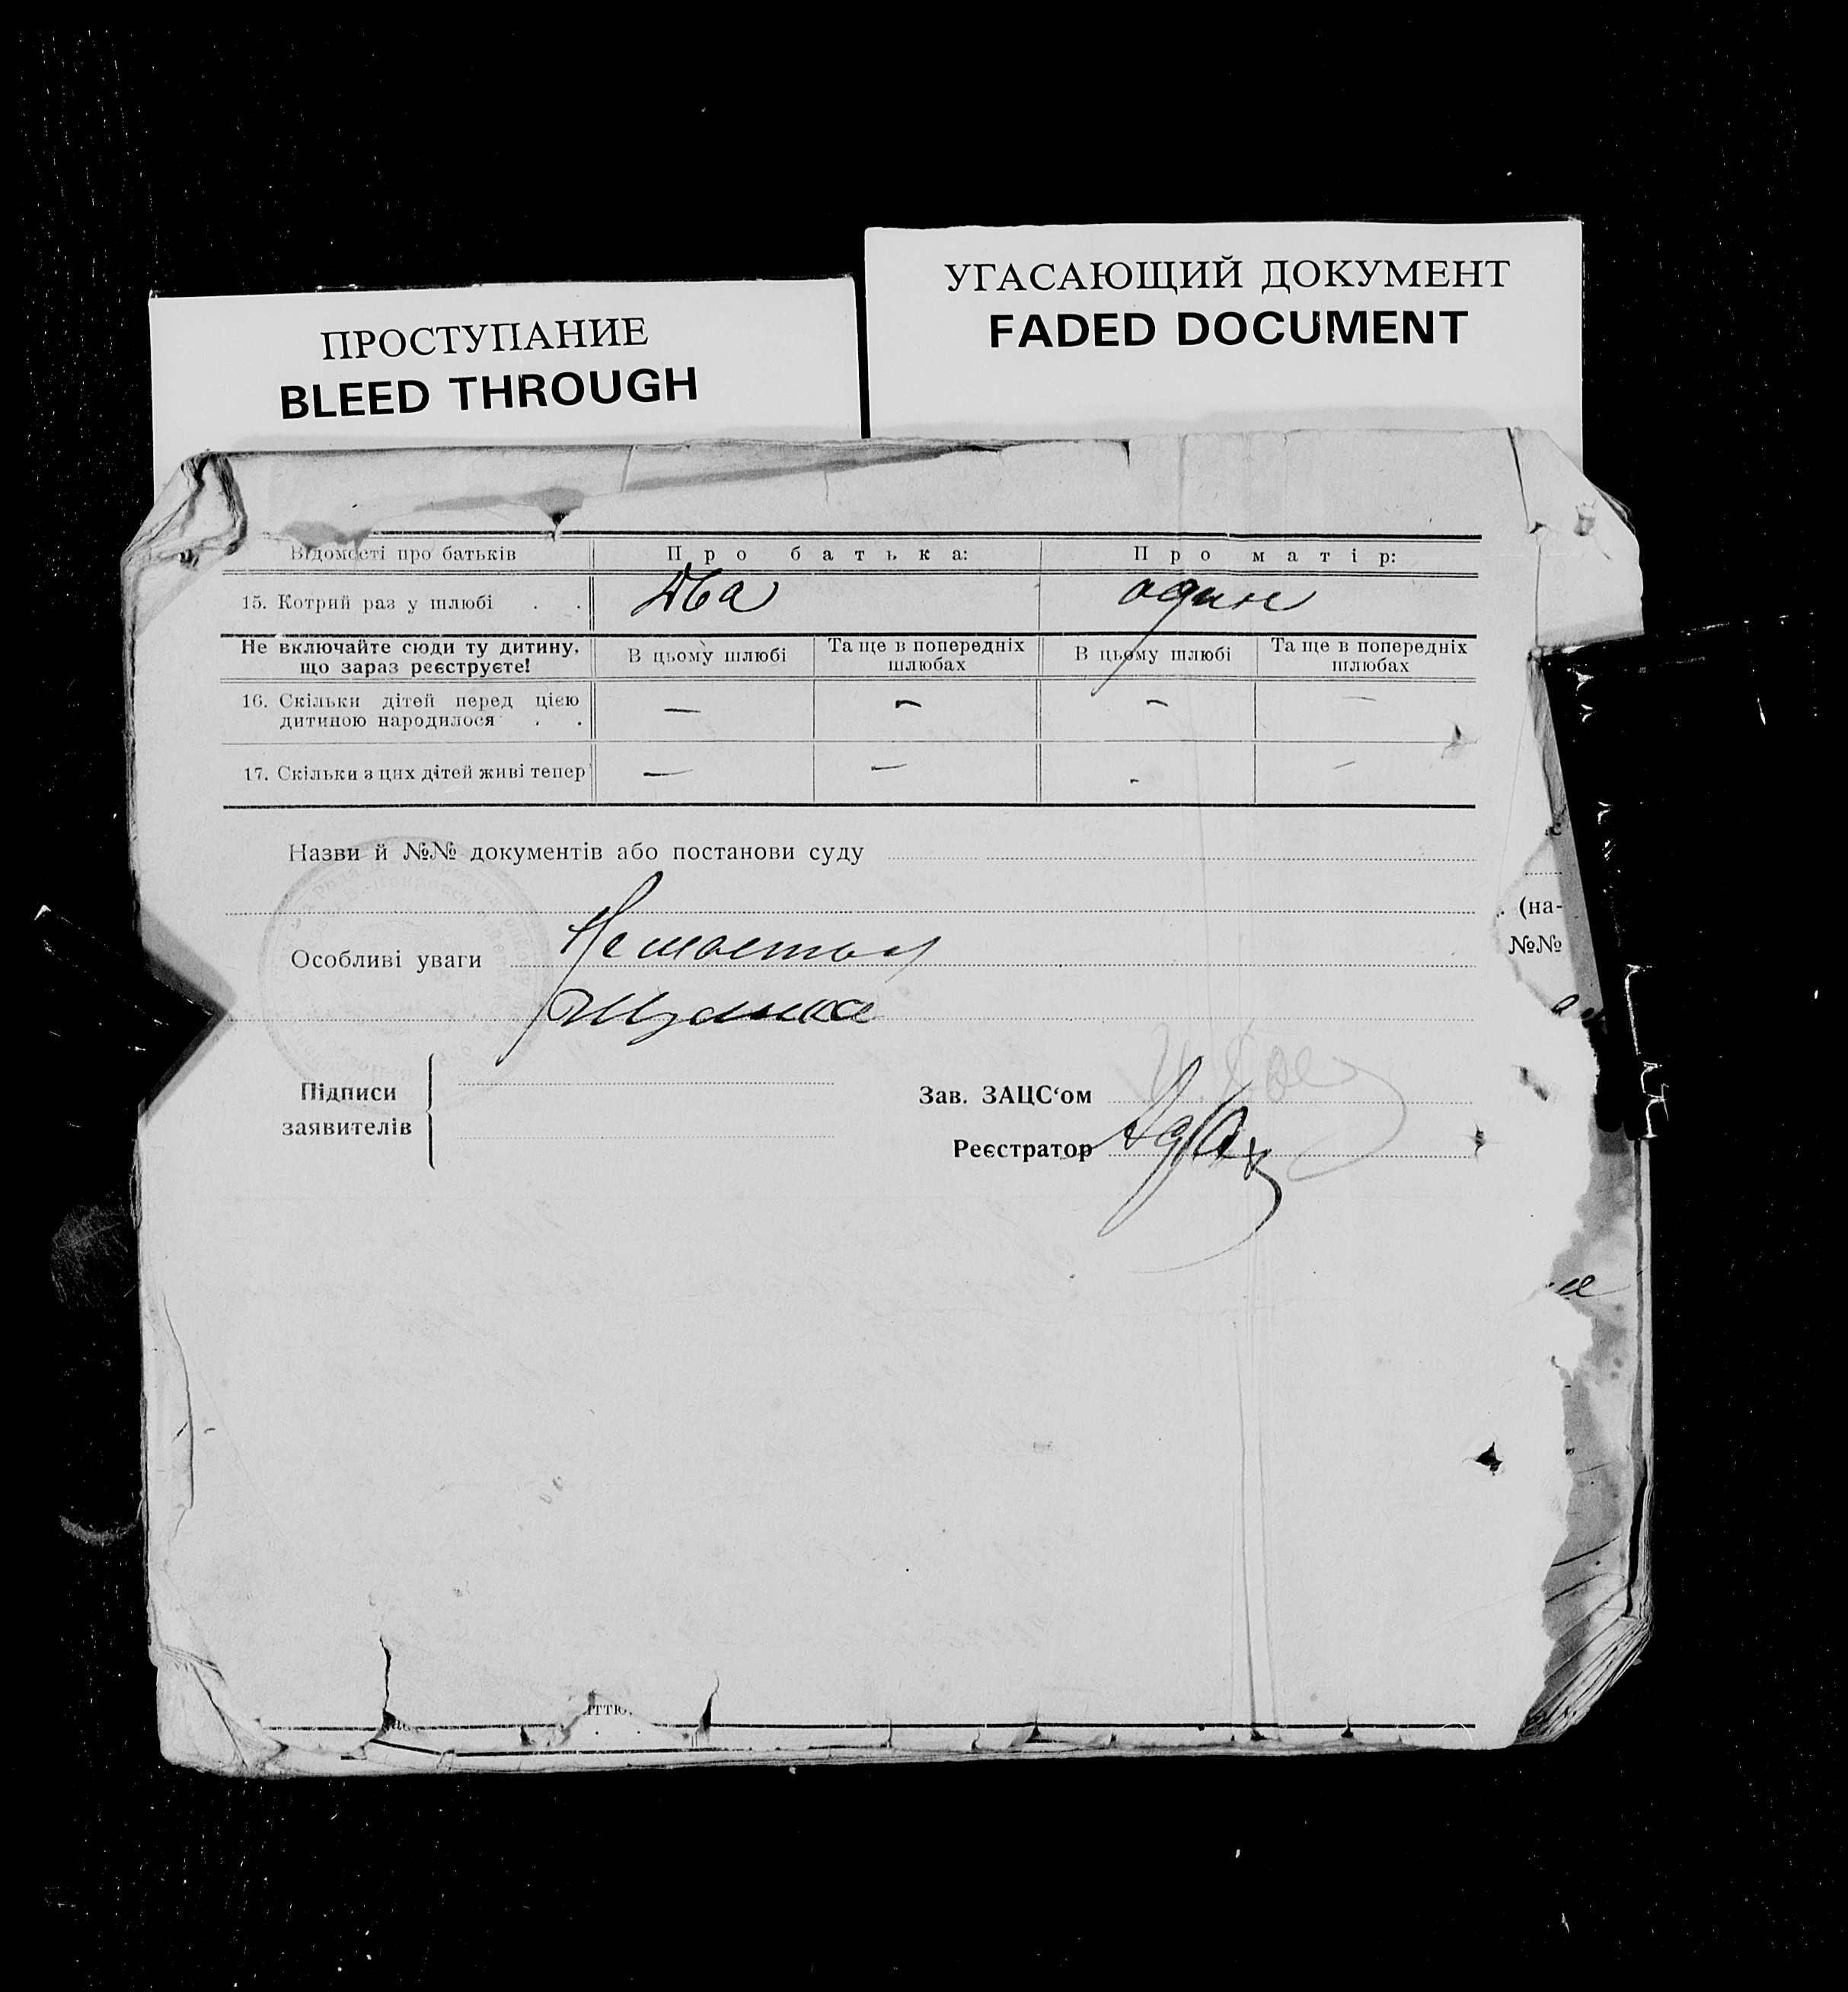 УГАСАЮЩИЙ ДОКУМЕНТ
FADED DOCUMENT
ПРОСТУПАНИЕ
BLEED THROUGH
Відомості про батьків Про батька: Про матір:
15. Котрий раз у шлюбі . . Два один
Не включайте сюди ту дитину, що зараз реєструєте! В цьому шлюбі Та ще в попередніх шлюбах В цьому шлюбі Та ще в попередніх шлюбах
16. Скільки дітей перед цією — — — —
дитиною народилося . .
17. Скільки з цих дітей живі тепер — — - —
Назви й №№ документів або постанови суду
. (на-
Особливі уваги
№№
Підписи
заявителів
Зав. ЗАЦС‘ом
Реєстратор
иття.